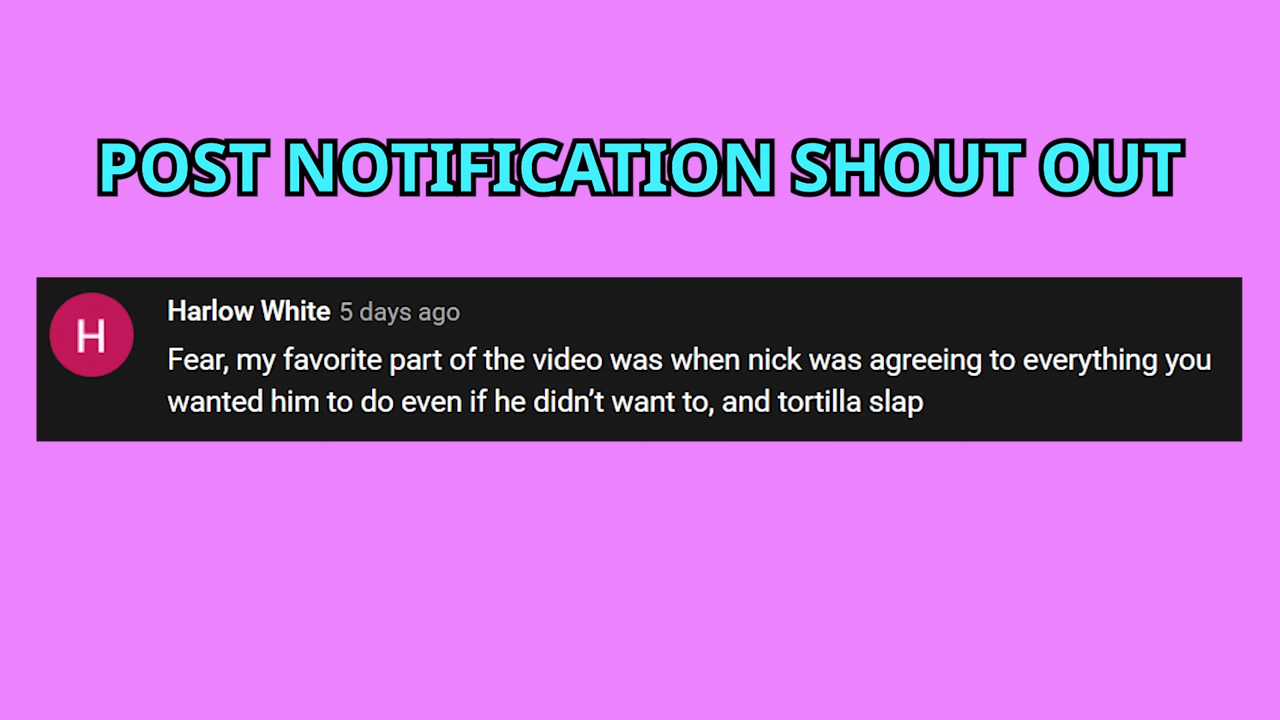 POST NOTIFICATION SHOUT OUT
H
Harlow White 5 days ago
Fear, my favorite part of the video was when nick was agreeing to everything you
wanted him to do even if he didn’t want to, and tortilla slap